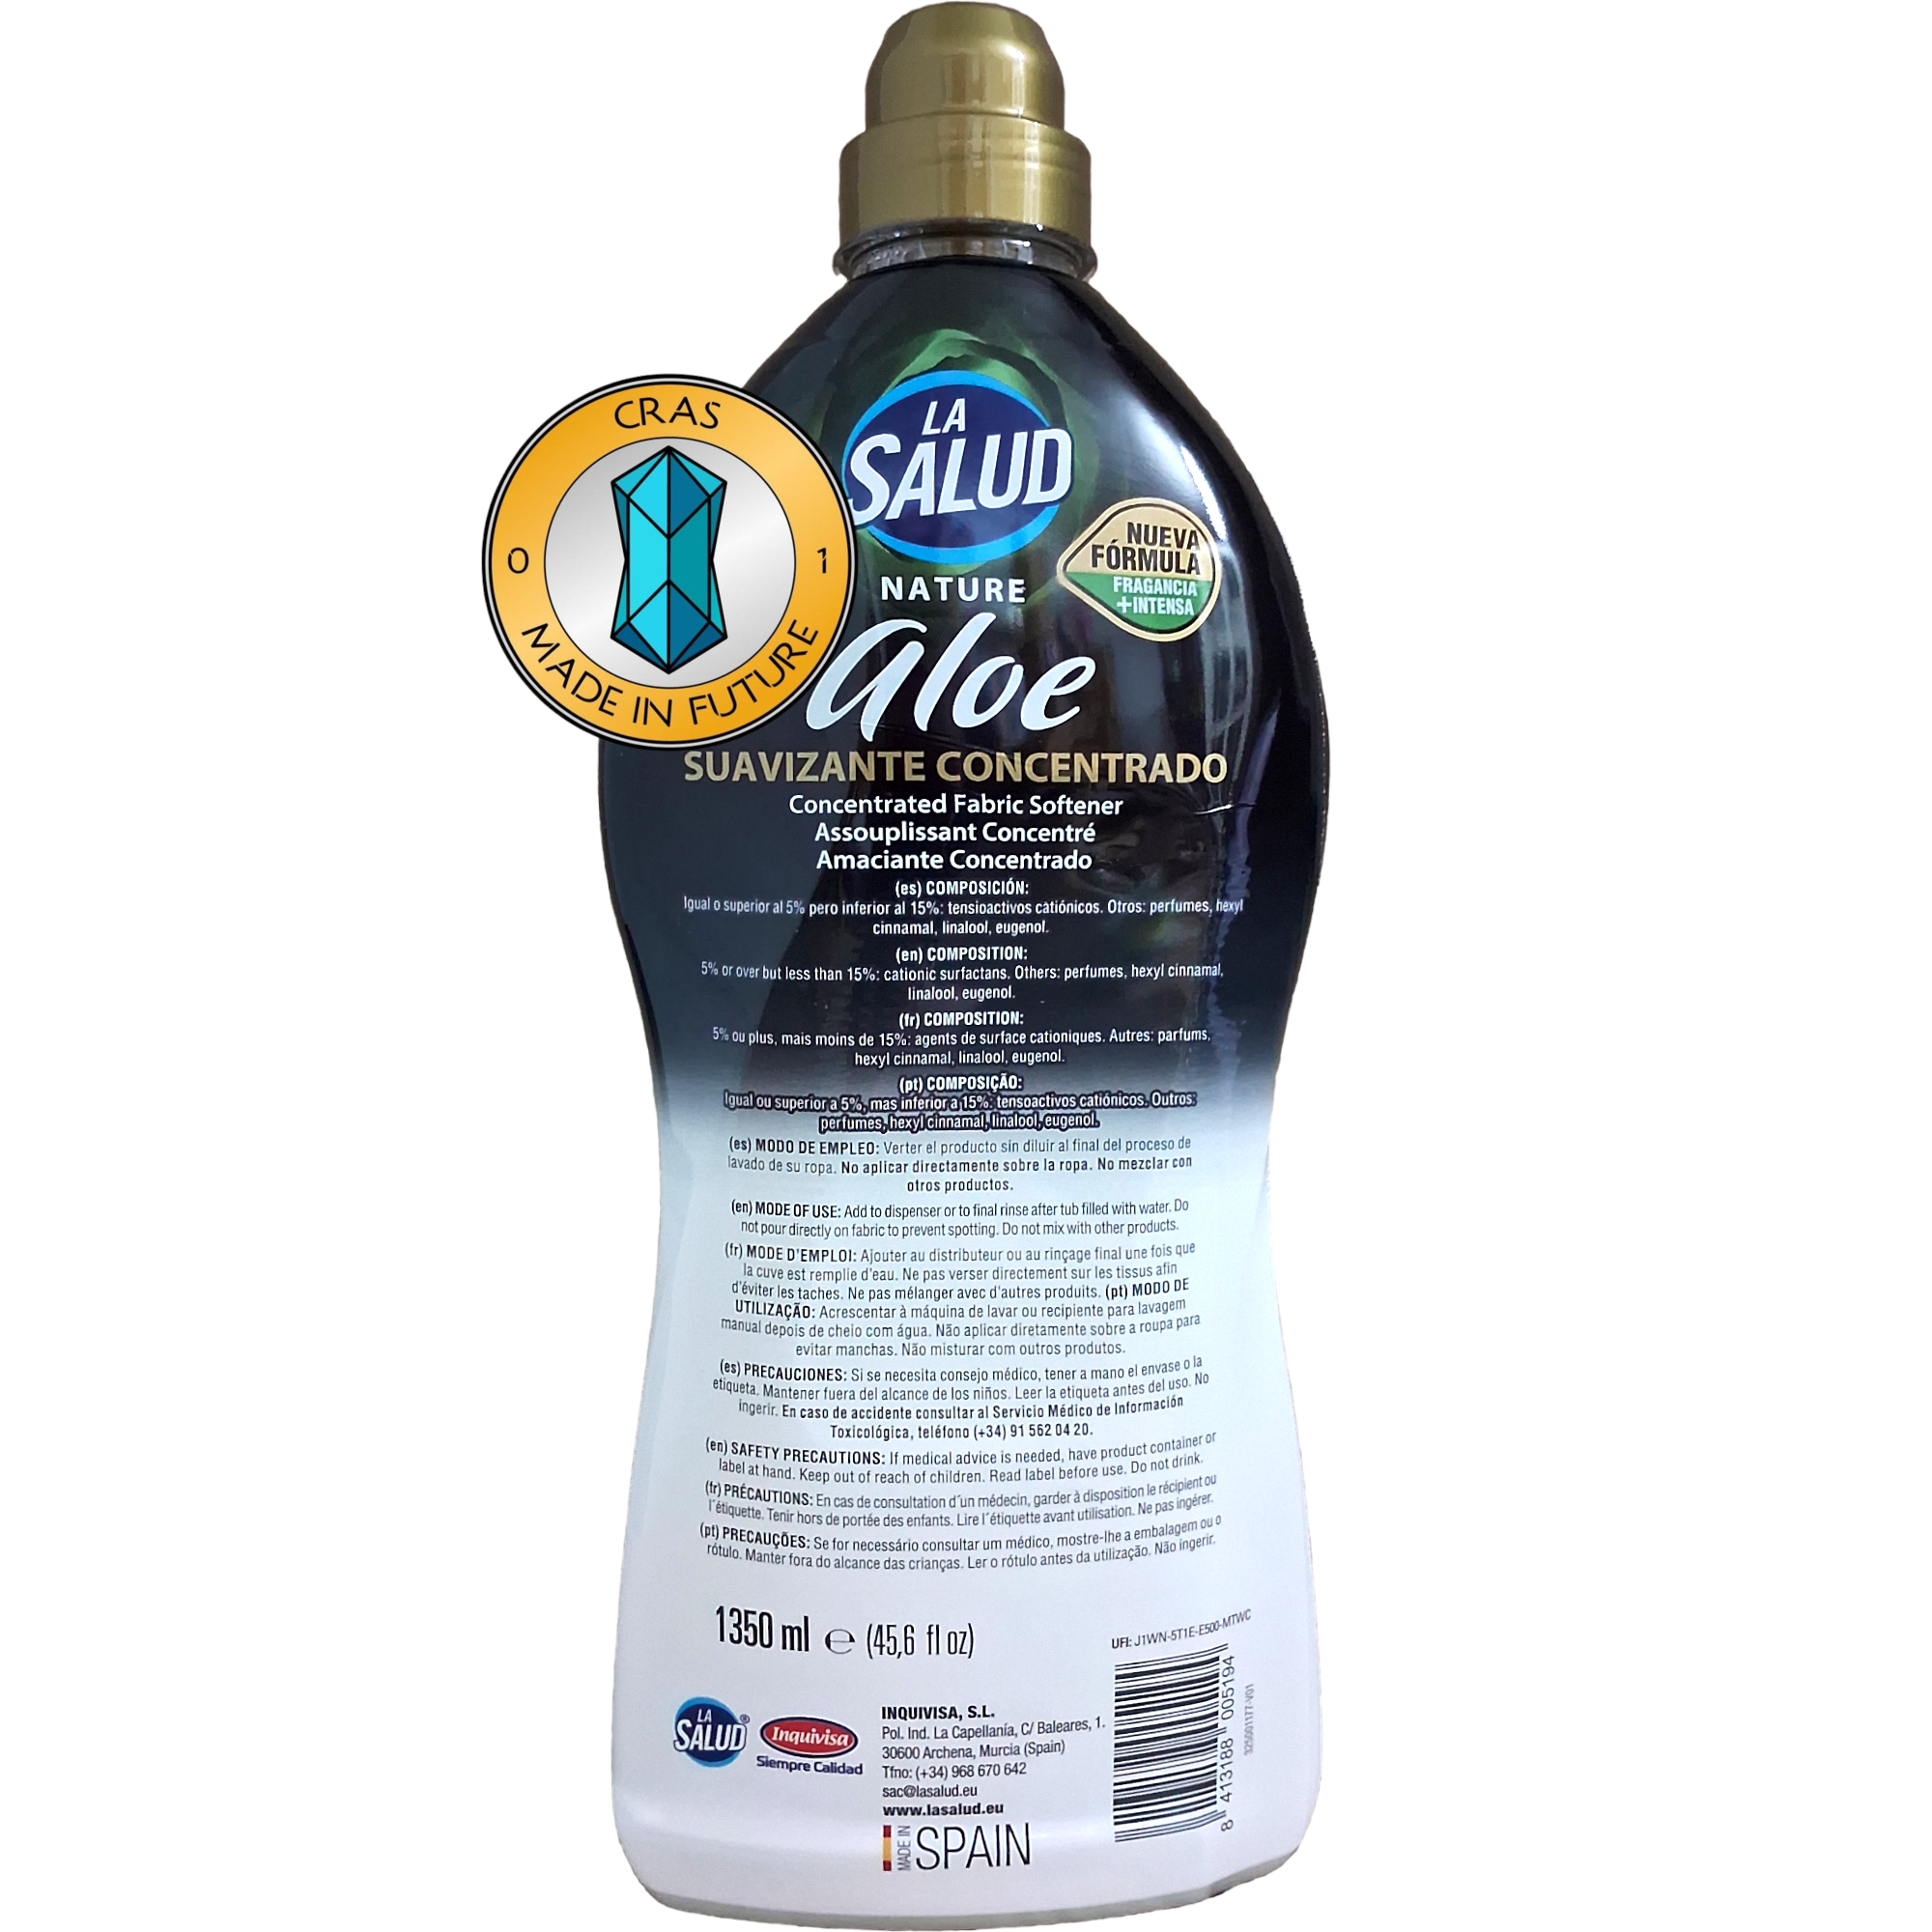 CRAS
0 1
MADE IN FUTURE
LA
SALUD
NUEVA
FÓRMULA
FRAGANCIA
+INTENSA
NATURE
aloe
SUAVIZANTE CONCENTRADO
Concentrated Fabric Softener
Assouplissant Concentré
Amaciante Concentrado
(es) COMPOSICIÓN:
Igual o superior al 5% pero inferior al 15%: tensioactivos catiónicos. Otros: perfumes, hexyl
cinnamal, linalool, eugenol.
(en) COMPOSITION:
5% or over but less than 15%: cationic surfactans. Others: perfumes, hexyl cinnamal,
linalool, eugenol.
(fr) COMPOSITION:
5% ou plus, mais moins de 15%: agents de surface cationiques. Autres: parfums,
hexyl cinnamal, linalool, eugenol.
(pt) COMPOSIÇÃO:
Igual ou superior a 5%, mas inferior a 15%: tensoactivos catiónicos. Outros:
perfumes, hexyl cinnamal, linalool, eugenol.
(es) MODO DE EMPLEO: Verter el producto sin diluir al final del proceso de
lavado de su ropa. No aplicar directamente sobre la ropa. No mezclar con
otros productos.
(en) MODE OF USE: Add to dispenser or to final rinse after tub filled with water. Do
not pour directly on fabric to prevent spotting. Do not mix with other products.
(fr) MODE D'EMPLOI: Ajouter au distributeur ou au rinçage final une fois que
la cuve est remplie d'eau. Ne pas verser directement sur les tissus afin
d'éviter les taches. Ne pas mélanger avec d'autres produits. (pt) MODO DE
UTILIZAÇÃO: Acrescentar à máquina de lavar ou recipiente para lavagem
manual depois de cheio com água. Não aplicar diretamente sobre a roupa para
evitar manchas. Não misturar com outros produtos.
(es) PRECAUCIONES: Si se necesita consejo médico, tener a mano el envase o la
etiqueta. Mantener fuera del alcance de los niños. Leer la etiqueta antes del uso. No
ingerir. En caso de accidente consultar al Servicio Médico de Información
Toxicológica, teléfono (+34) 91 562 04 20.
(en) SAFETY PRECAUTIONS: If medical advice is needed, have product container or
label at hand. Keep out of reach of children. Read label before use. Do not drink.
(fr) PRÉCAUTIONS: En cas de consultation d´un médecin, garder à disposition le récipient ou
l´étiquette. Tenir hors de portée des enfants. Lire l´étiquette avant utilisation. Ne pas ingérer.
(pt) PRECAUÇÕES: Se for necessário consultar um médico, mostre-lhe a embalagem ou o
rótulo. Manter fora do alcance das crianças. Ler o rótulo antes da utilização. Não ingerir.
1350 ml e (45,6 fl oz)
UFI: J1WN-5T1E-E500-MTWC
8 413188 005194
325001177-V01
LA
SALUD®
Inquivisa
Siempre Calidad
INQUIVISA, S.L.
Pol. Ind. La Capellanía, C/ Baleares, 1.
30600 Archena, Murcia (Spain)
Tfno: (+34) 968 670 642
sac@lasalud.eu
www.lasalud.eu
MADE IN
SPAIN